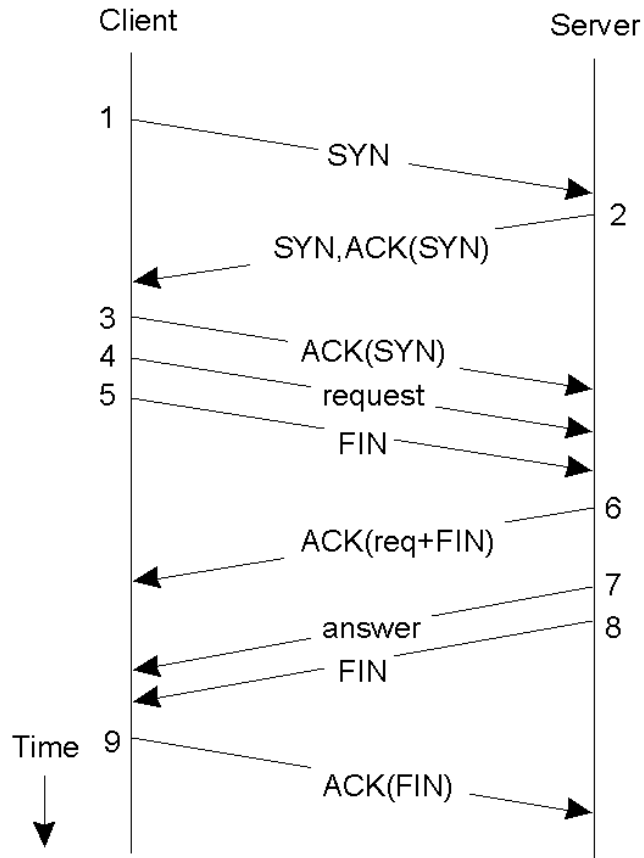 Client
Server
1
SYN
2
SYN,ACK(SYN)
3
ACK(SYN)
4
request
5
FIN
6
ACK(req+FIN)
7
answer
8
FIN
9
Time
ACK(FIN)